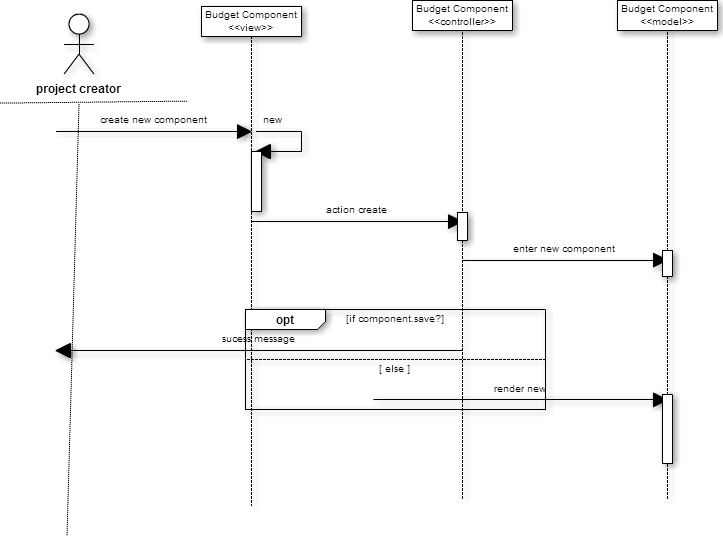 Budget Component
<<view>>
Budget Component
<<controller>>
Budget Component
<<model>>
project creator
create new component
new
action create
enter new component
opt
[if component.save?]
sucess message
[ else ]
render new